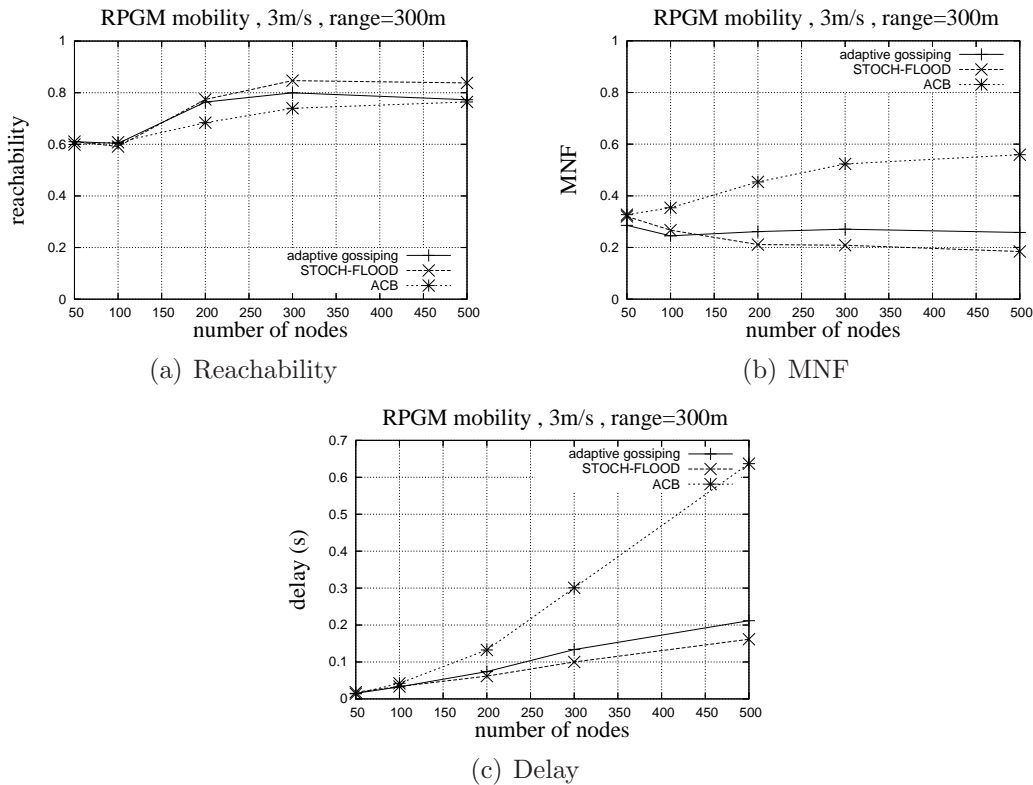 RPGM mobility , 3m/s , range=300m
1
0.8
0.6
0.4
0.2
0
reachability
adaptive gossiping
STOCH-FLOOD
ACB
50 100 150 200 250 300 350 400 450 500
number of nodes
(a) Reachability
RPGM mobility , 3m/s , range=300m
1
0.8
0.6
0.4
0.2
0
MNF
adaptive gossiping
STOCH-FLOOD
ACB
50 100 150 200 250 300 350 400 450 500
number of nodes
(b) MNF
RPGM mobility , 3m/s , range=300m
0.7
0.6
0.5
0.4
0.3
0.2
0.1
0
delay (s)
adaptive gossiping
STOCH-FLOOD
ACB
50 100 150 200 250 300 350 400 450 500
number of nodes
(c) Delay